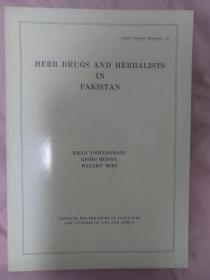 HERB DRUGS AND HERBALISTS
IN
PAKISTAN
KHAN USMANGHANI
GISHO HONDA
WATARU MIKI
INSTITUTE FOR THE STUDY OF LANGUAGES
AND CULTURES OF ASIA AND AFRICA